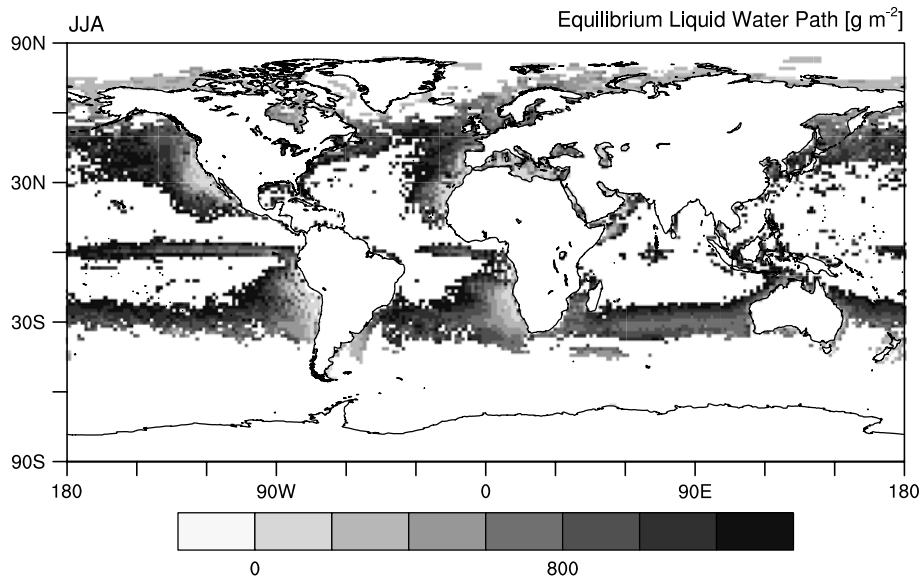 JJA
Equilibrium Liquid Water Path [g m-2]
90N
30N
30S
90S
180 90W 0 90E 180
0 800